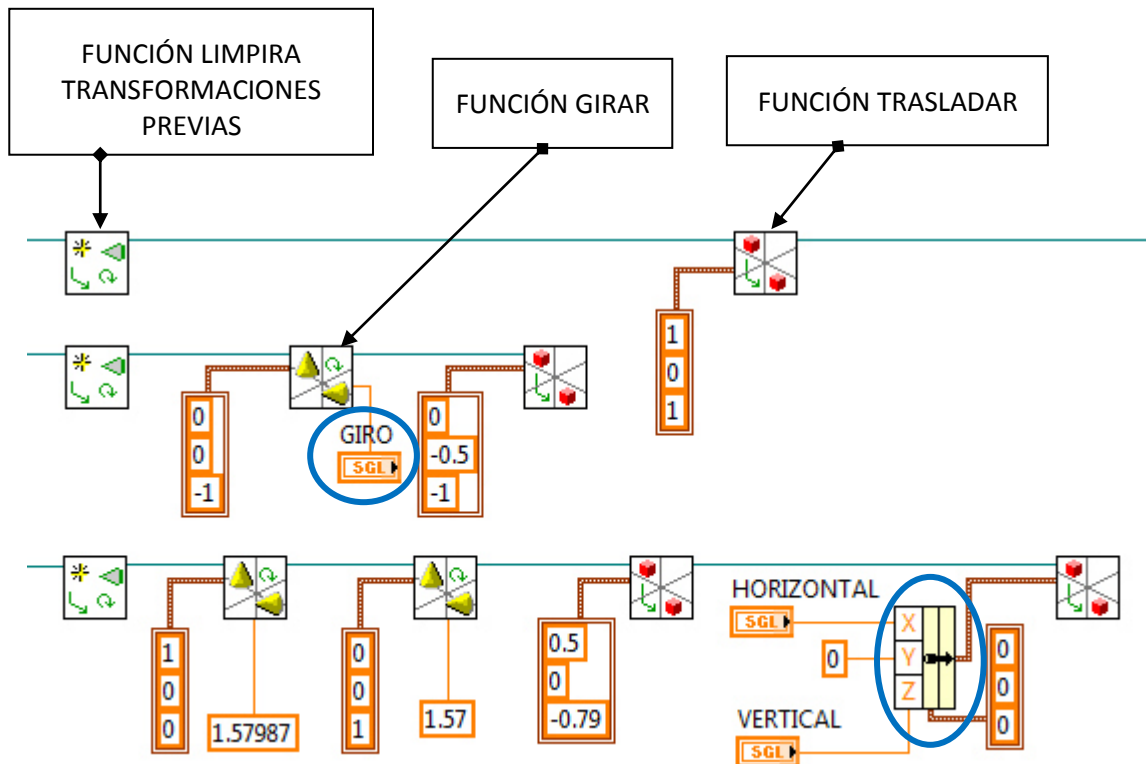 FUNCIÓN LIMPIRA
TRANSFORMACIONES
PREVIAS
FUNCIÓN GIRAR
FUNCIÓN TRASLADAR
1
0
1
0
0
-1
GIRO
SGL
0
-0.5
-1
1
0
0
1.57987
0
0
1
1.57
0.5
0
-0.79
HORIZONTAL
SGL
0
VERTICAL
SGL
X
Y
Z
0
0
0